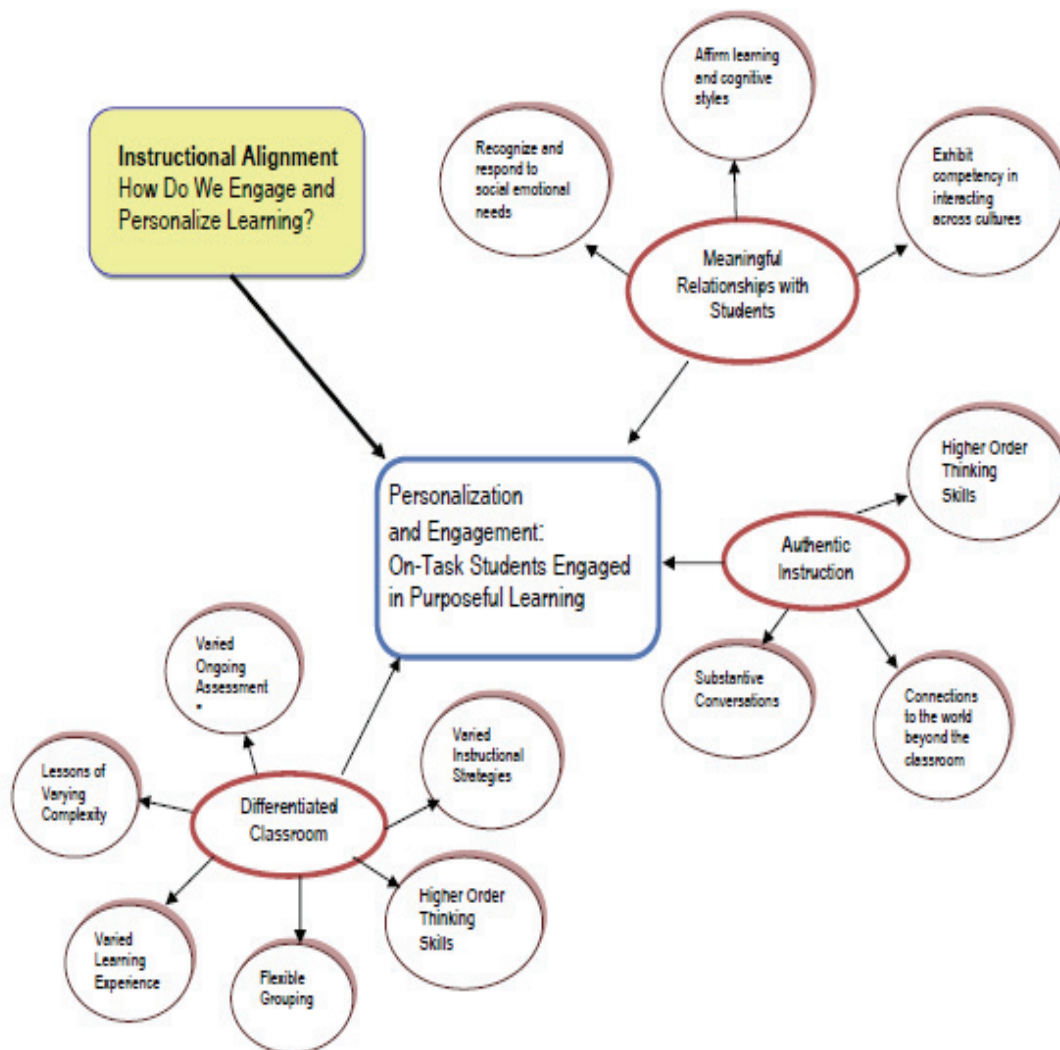 Affirm learning
and cognitive
styles
Instructional Alignment
How Do We Engage and
Personalize Learning?
Recognize and
respond to
social emotional
needs
Exhibit
competency in
interacting
across cultures
Meaningful
Relationships with
Students
Higher Order
Thinking
Skills
Personalization
and Engagement:
On-Task Students Engaged
in Purposeful Learning
Authentic
Instruction
Substantive
Conversations
Connections
to the world
beyond the
classroom
Varied
Ongoing
Assessment
*
Varied
Instructional
Strategies
Lessons of
Varying
Complexity
Differentiated
Classroom
Higher Order
Thinking
Skills
Varied
Learning
Experience
Flexible
Grouping